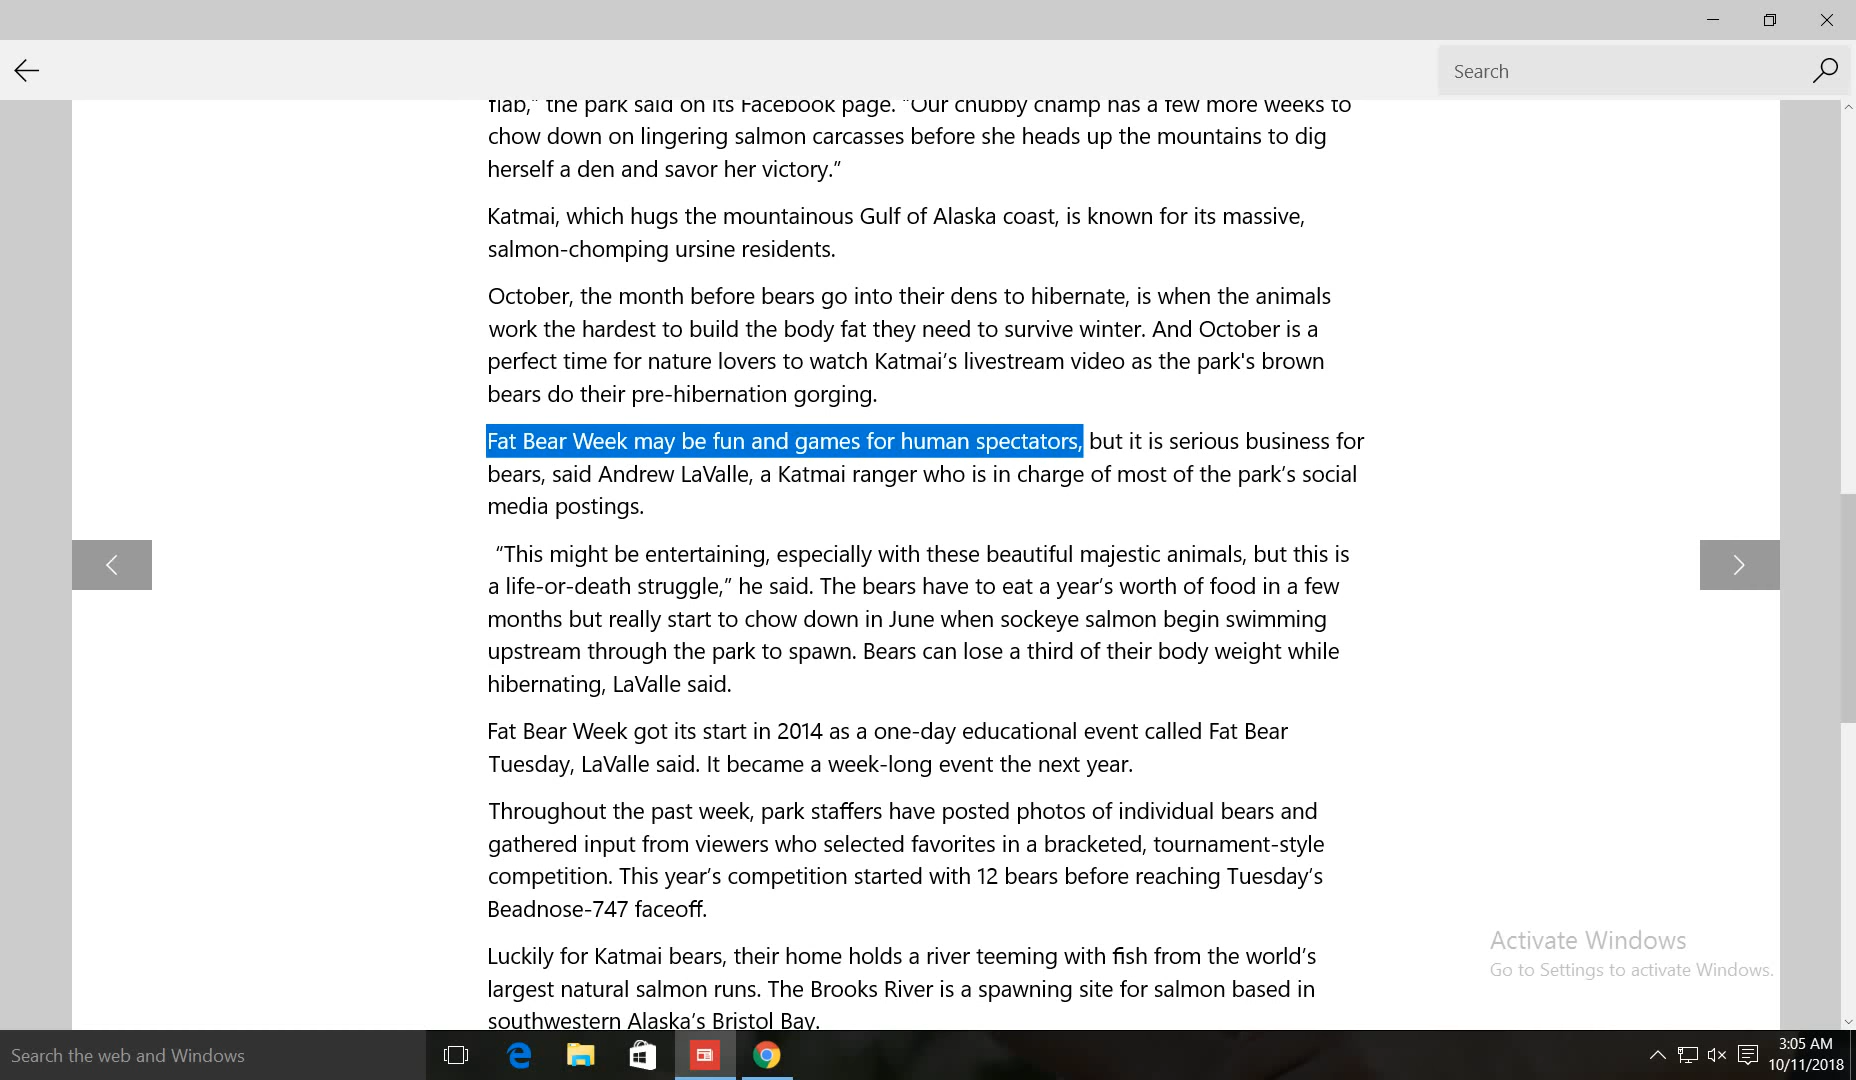 Search
flab,” the park said on its Facebook page. “Our chubby champ has a few more weeks to
chow down on lingering salmon carcasses before she heads up the mountains to dig
herself a den and savor her victory.”
Katmai, which hugs the mountainous Gulf of Alaska coast, is known for its massive,
salmon-chomping ursine residents.
October, the month before bears go into their dens to hibernate, is when the animals
work the hardest to build the body fat they need to survive winter. And October is a
perfect time for nature lovers to watch Katmai’s livestream video as the park's brown
bears do their pre-hibernation gorging.
Fat Bear Week may be fun and games for human spectators, but it is serious business for
bears, said Andrew LaValle, a Katmai ranger who is in charge of most of the park’s social
media postings.
“This might be entertaining, especially with these beautiful majestic animals, but this is
a life-or-death struggle,” he said. The bears have to eat a year’s worth of food in a few
months but really start to chow down in June when sockeye salmon begin swimming
upstream through the park to spawn. Bears can lose a third of their body weight while
hibernating, LaValle said.
Fat Bear Week got its start in 2014 as a one-day educational event called Fat Bear
Tuesday, LaValle said. It became a week-long event the next year.
Throughout the past week, park staffers have posted photos of individual bears and
gathered input from viewers who selected favorites in a bracketed, tournament-style
competition. This year’s competition started with 12 bears before reaching Tuesday’s
Beadnose-747 faceoff.
Luckily for Katmai bears, their home holds a river teeming with fish from the world’s
largest natural salmon runs. The Brooks River is a spawning site for salmon based in
southwestern Alaska’s Bristol Bay.
Activate Windows
Go to Settings to activate Windows.
Search the web and Windows
3:05 AM
10/11/2018